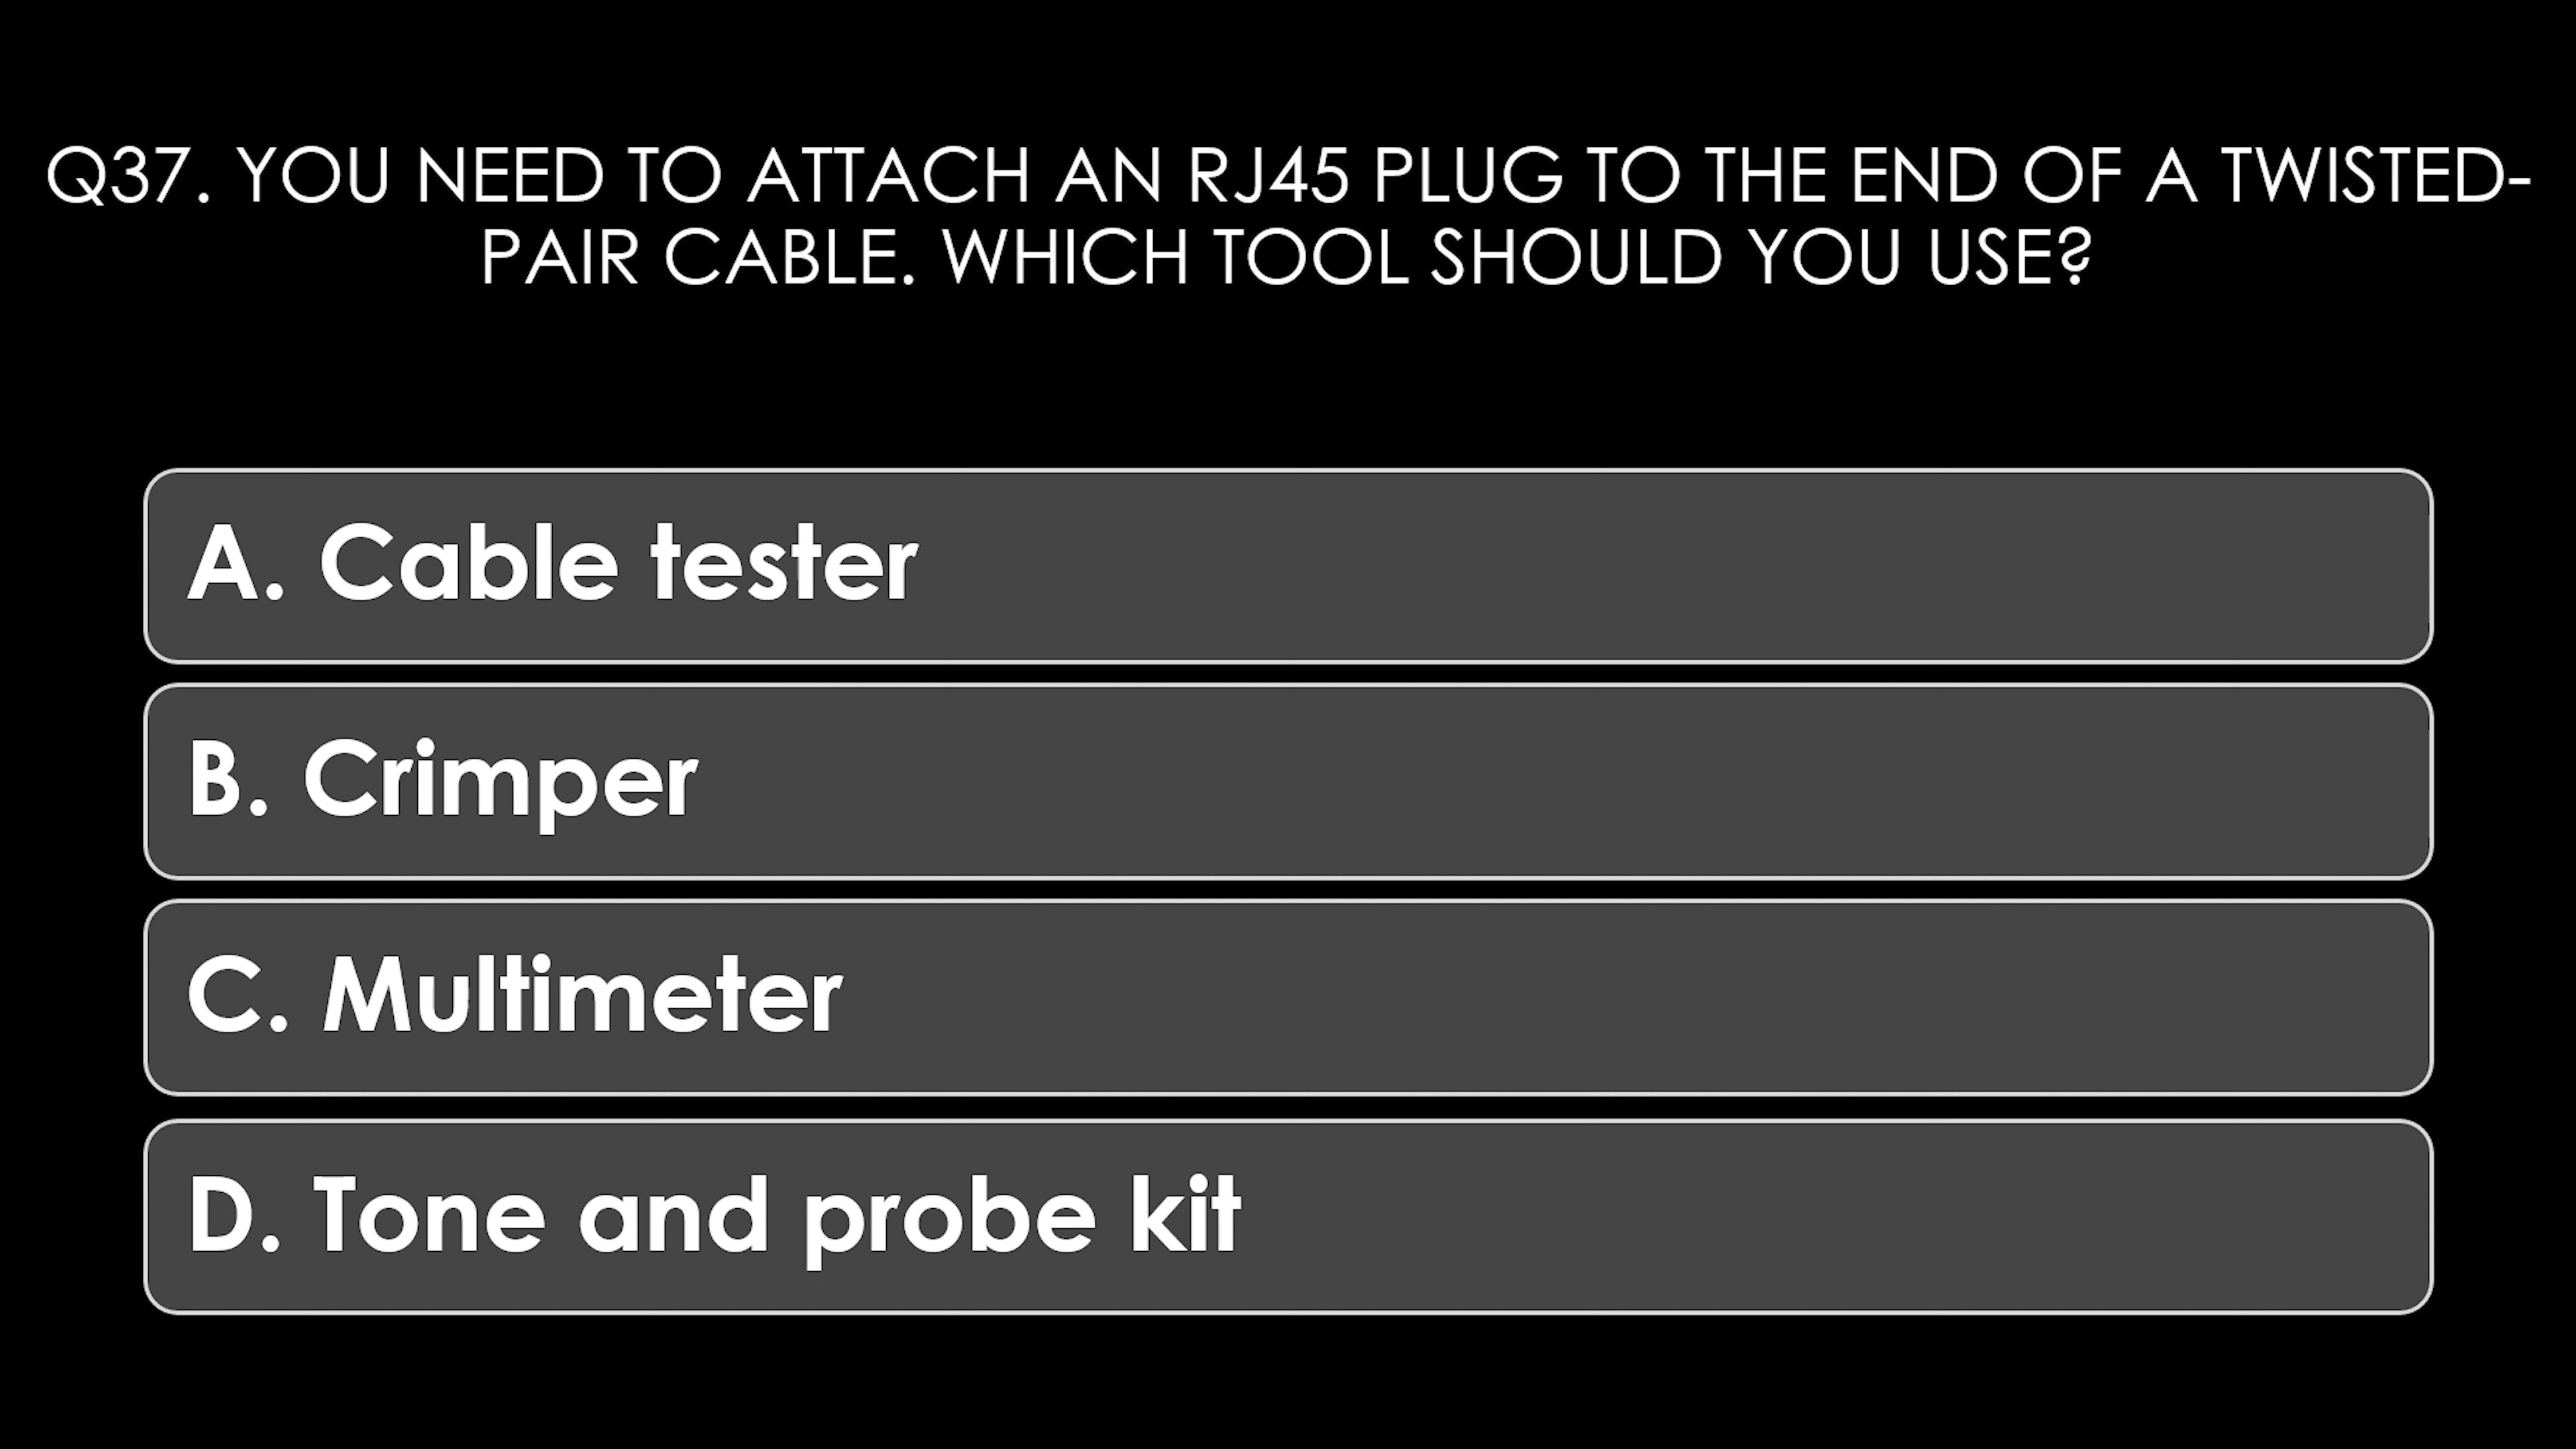 Q37. YOU NEED TO ATTACH AN RJ45 PLUG TO THE END OF A TWISTED-
PAIR CABLE. WHICH TOOL SHOULD YOU USE?
A. Cable tester
B. Crimper
C. Multimeter
D. Tone and probe kit